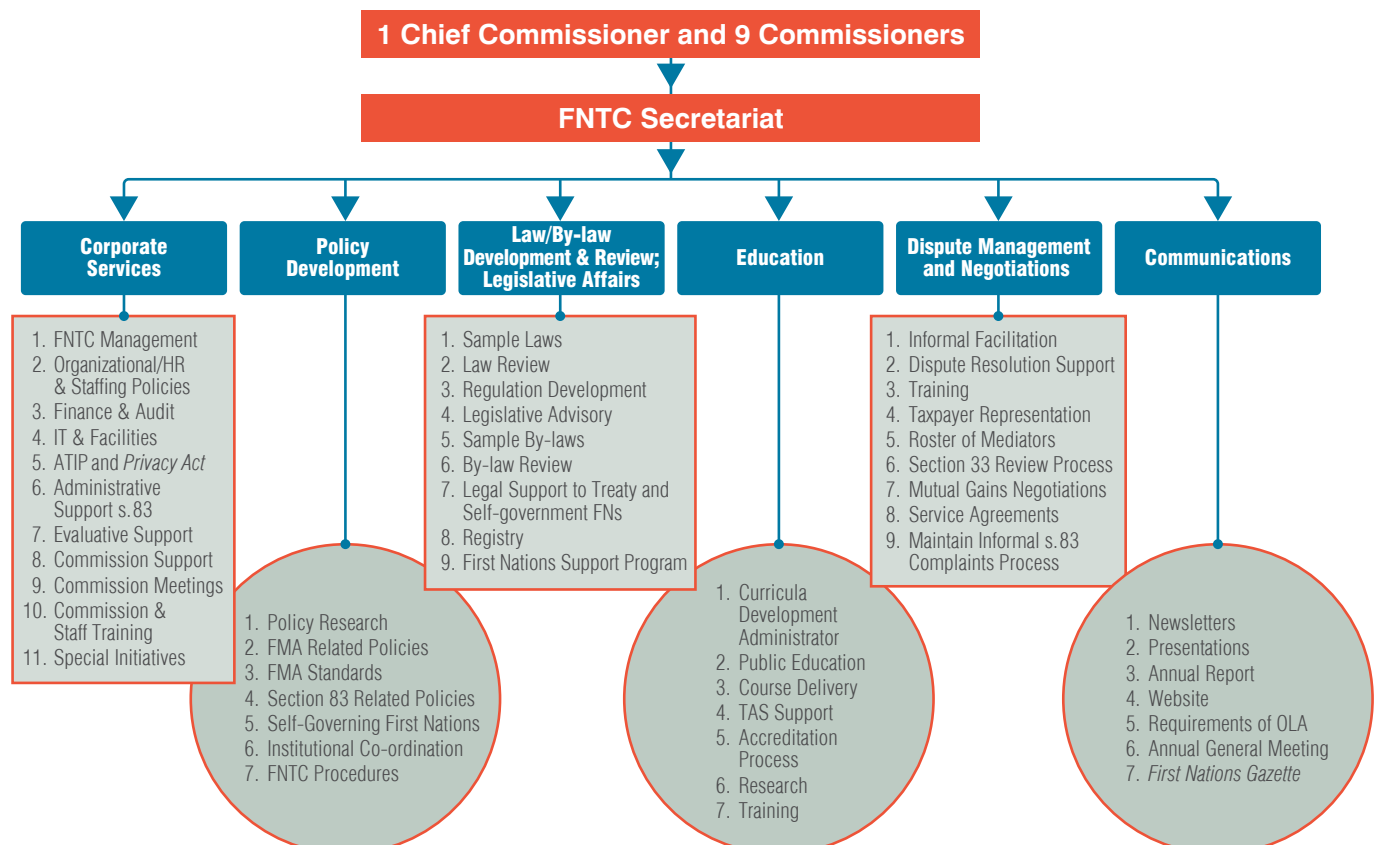 1 Chief Commissioner and 9 Commissioners
FNTC Secretariat
Corporate
Services
1. FNTC Management
2. Organizational/HR
& Staffing Policies
3. Finance & Audit
4. IT & Facilities
5. ATIP and Privacy Act
6. Administrative
Support s.83
7. Evaluative Support
8. Commission Support
9. Commission Meetings
10. Commission &
Staff Training
11. Special Initiatives
Policy
Development
1. Policy Research
2. FMA Related Policies
3. FMA Standards
4. Section 83 Related Policies
5. Self-Governing First Nations
6. Institutional Co-ordination
7. FNTC Procedures
Law/By-law
Development & Review;
Legislative Affairs
1. Sample Laws
2. Law Review
3. Regulation Development
4. Legislative Advisory
5. Sample By-laws
6. By-law Review
7. Legal Support to Treaty and
Self-government FNs
8. Registry
9. First Nations Support Program
Education
1. Curricula
Development
Administrator
2. Public Education
3. Course Delivery
4. TAS Support
5. Accreditation
Process
6. Research
7. Training
Dispute Management
and Negotiations
1. Informal Facilitation
2. Dispute Resolution Support
3. Training
4. Taxpayer Representation
5. Roster of Mediators
6. Section 33 Review Process
7. Mutual Gains Negotiations
8. Service Agreements
9. Maintain Informal s.83
Complaints Process
Communications
1. Newsletters
2. Presentations
3. Annual Report
4. Website
5. Requirements of OLA
6. Annual General Meeting
7. First Nations Gazette